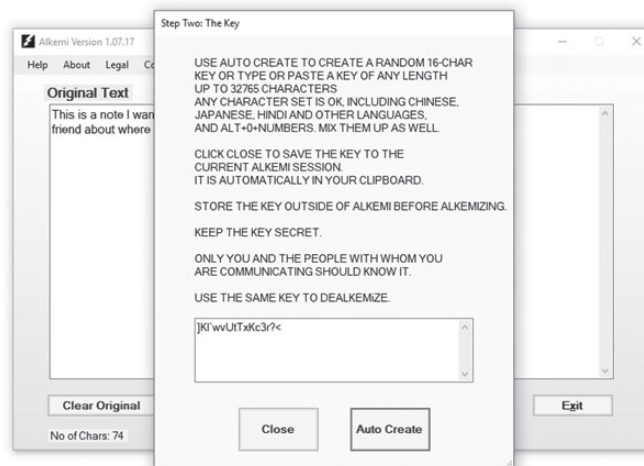 Step Two: The Key
Alkemi Version 1.07.17
Help About Legal
Original Text
This is a note I
friend about where
USE AUTO CREATE TO CREATE A RANDOM 16-CHAR
KEY OR TYPE OR PASTE A KEY OF ANY LENGTH
UP TO 32765 CHARACTERS
ANY CHARACTER SET IS OK, INCLUDING CHINESE,
JAPANESE, HINDI AND OTHER LANGUAGES,
AND ALT+0+NUMBERS. MIX THEM UP AS WELL.
CLICK CLOSE TO SAVE THE KEY TO THE
CURRENT ALKEMI SESSION.
IT IS AUTOMATICALLY IN YOUR CLIPBOARD.
STORE THE KEY OUTSIDE OF ALKEMI BEFORE ALKEMIZING.
KEEP THE KEY SECRET.
ONLY YOU AND THE PEOPLE WITH WHOM YOU
ARE COMMUNICATING SHOULD KNOW IT.
USE THE SAME KEY TO DEALKEMiZE.
Close
Auto Create
Clear Original
Exit
No of Chars: 74